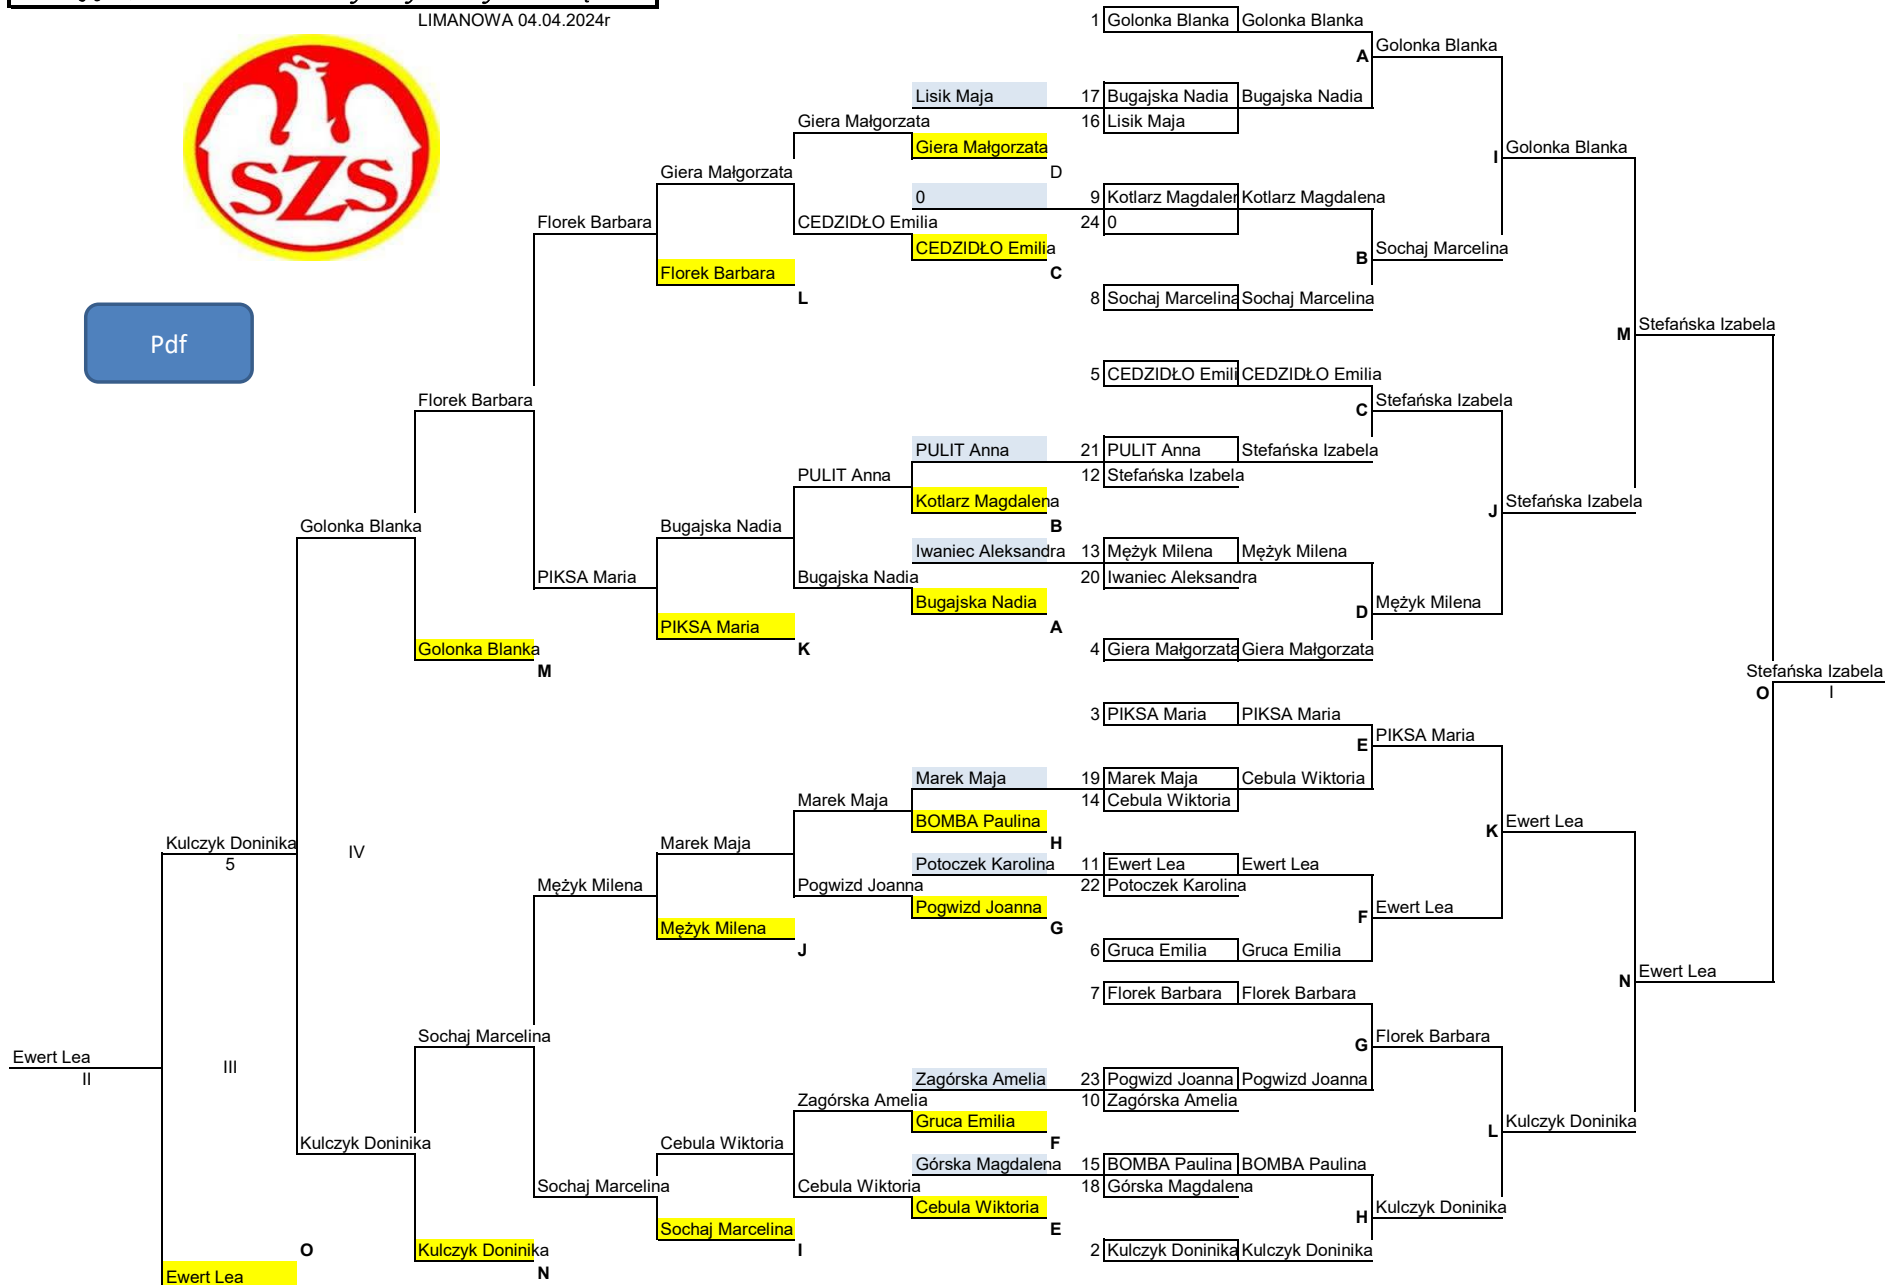 LIMANOWA 04.04.2024r
SZS
Pdf
1 Golonka Blanka Golonka Blanka
A Golonka Blanka
Lisik Maja 17 Bugajska Nadia Bugajska Nadia
Giera Małgorzata 16 Lisik Maja
Giera Małgorzata I Golonka Blanka
Giera Małgorzata D
0 9 Kotlarz Magdaler Kotlarz Magdalena
Florek Barbara CEDZIDŁO Emilia 24 0
CEDZIDŁO Emilia B Sochaj Marcelina
Florek Barbara C
L 8 Sochaj Marcelina Sochaj Marcelina
M Stefańska Izabela
5 CEDZIDŁO Emili CEDZIDŁO Emilia
Florek Barbara C Stefańska Izabela
PULIT Anna 21 PULIT Anna Stefańska Izabela
PULIT Anna 12 Stefańska Izabela
Kotlarz Magdalena J Stefańska Izabela
Golonka Blanka Bugajska Nadia B
Iwaniec Aleksandra 13 Mężyk Milena Mężyk Milena
PIKSA Maria Bugajska Nadia 20 Iwaniec Aleksandra
Bugajska Nadia D Mężyk Milena
PIKSA Maria A
Golonka Blanka K 4 Giera Małgorzata Giera Małgorzata
M Stefańska Izabela
O I
3 PIKSA Maria PIKSA Maria
E PIKSA Maria
Marek Maja 19 Marek Maja Cebula Wiktoria
Marek Maja 14 Cebula Wiktoria
BOMBA Paulina K Ewert Lea
Kulczyk Doninika IV Marek Maja H
5 Potoczek Karolina 11 Ewert Lea Ewert Lea
Mężyk Milena Pogwizd Joanna 22 Potoczek Karolina
Pogwizd Joanna F Ewert Lea
Mężyk Milena G
J 6 Gruca Emilia Gruca Emilia
N Ewert Lea
7 Florek Barbara Florek Barbara
Sochaj Marcelina G Florek Barbara
Ewert Lea III
II Zagórska Amelia 23 Pogwizd Joanna Pogwizd Joanna
Zagórska Amelia 10 Zagórska Amelia
Gruca Emilia L Kulczyk Doninika
Kulczyk Doninika Cebula Wiktoria F
Górska Magdalena 15 BOMBA Paulina BOMBA Paulina
Sochaj Marcelina Cebula Wiktoria 18 Górska Magdalena
Cebula Wiktoria H Kulczyk Doninika
Sochaj Marcelina E
O Kulczyk Doninika I 2 Kulczyk Doninika Kulczyk Doninika
Ewert Lea N